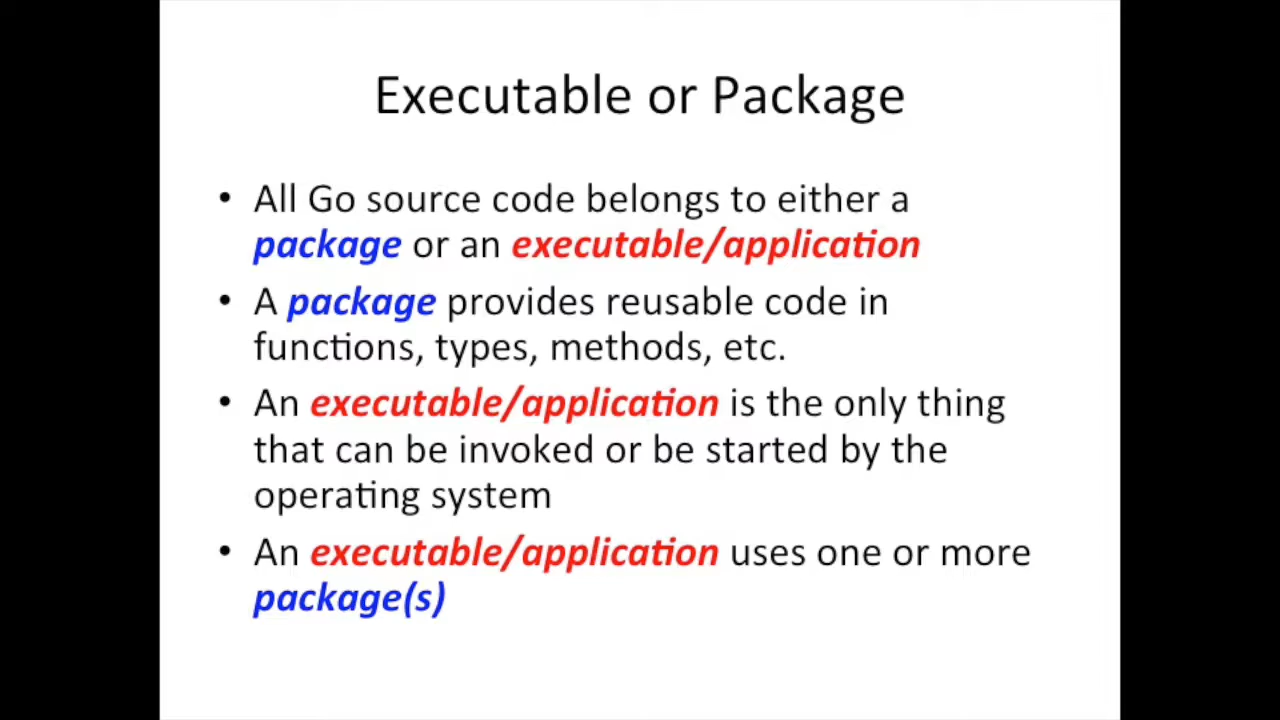 Executable or Package
• All Go source code belongs to either a
package or an executable/application
• A package provides reusable code in
functions, types, methods, etc.
• An executable/application is the only thing
that can be invoked or be started by the
operating system
• An executable/application uses one or more
package(s)